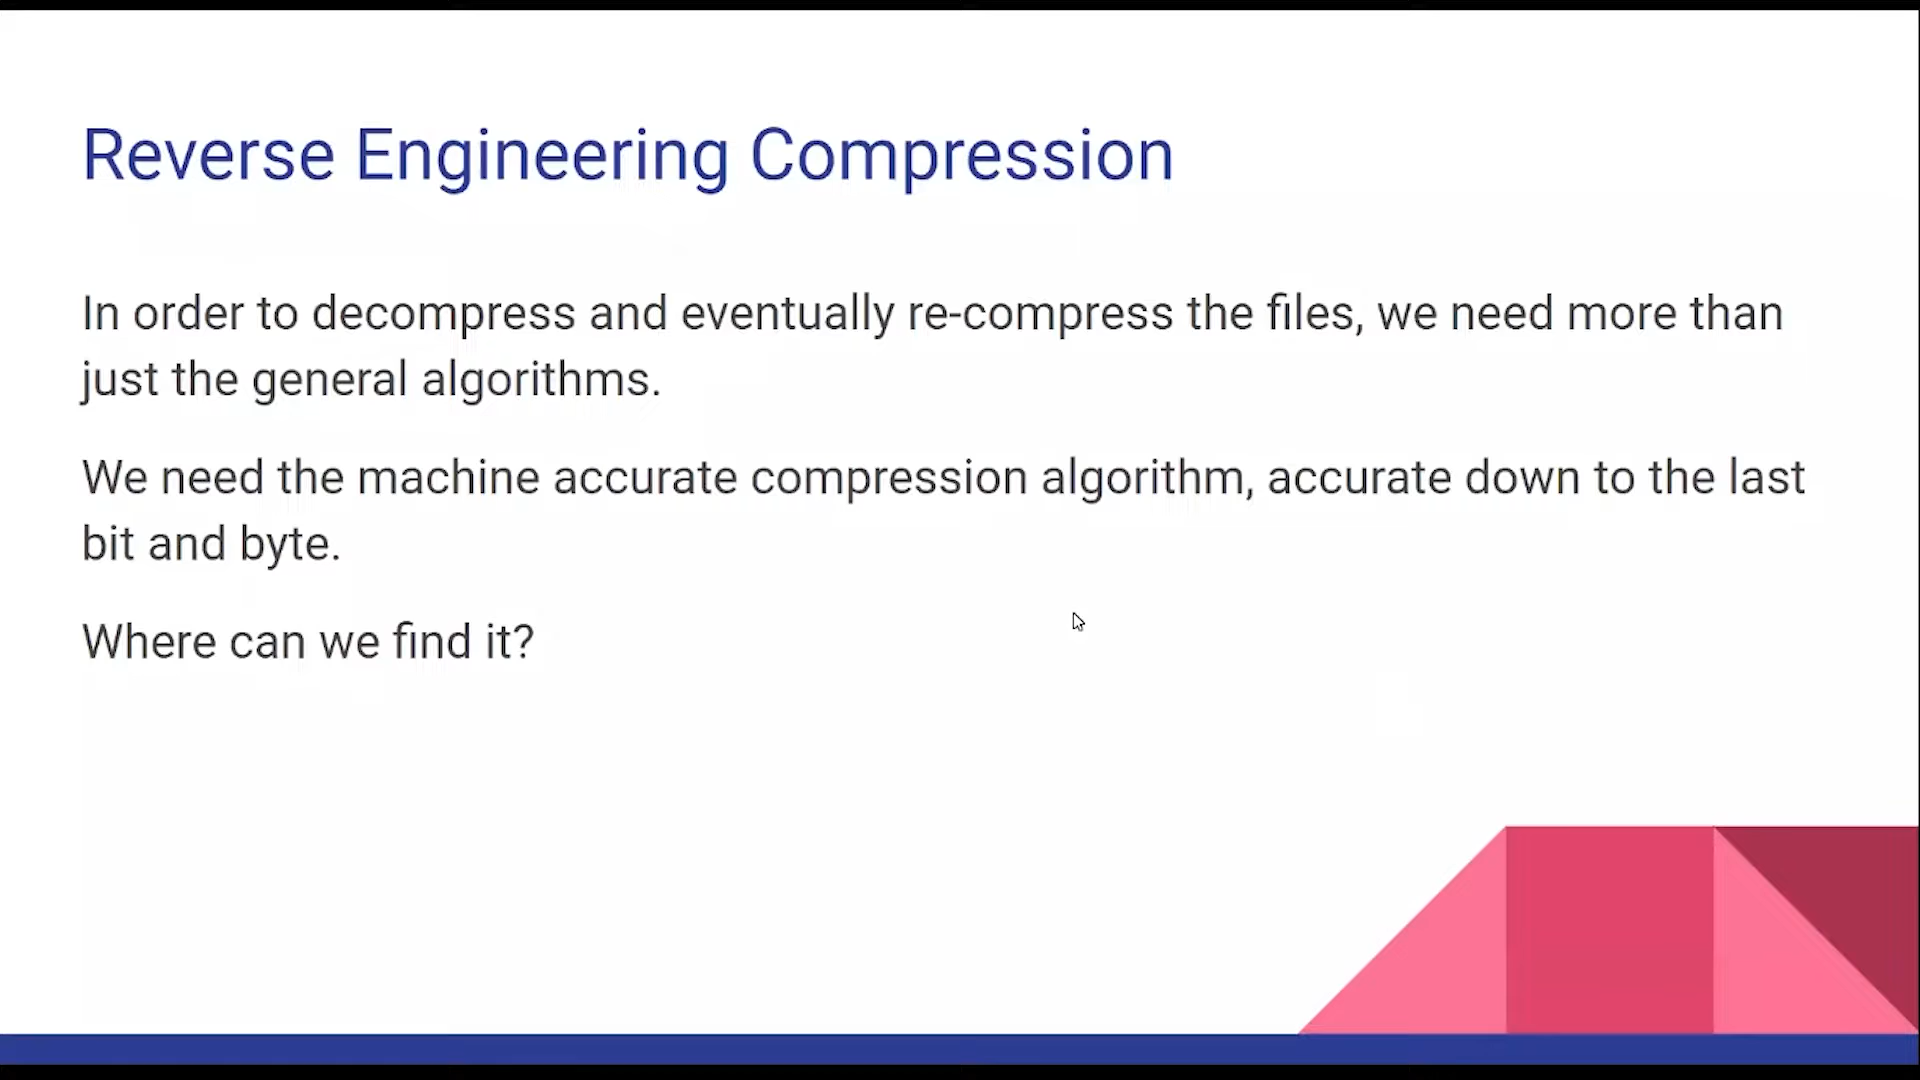 Reverse Engineering Compression
In order to decompress and eventually re-compress the files, we need more than
just the general algorithms.
We need the machine accurate compression algorithm, accurate down to the last
bit and byte.
Where can we find it?